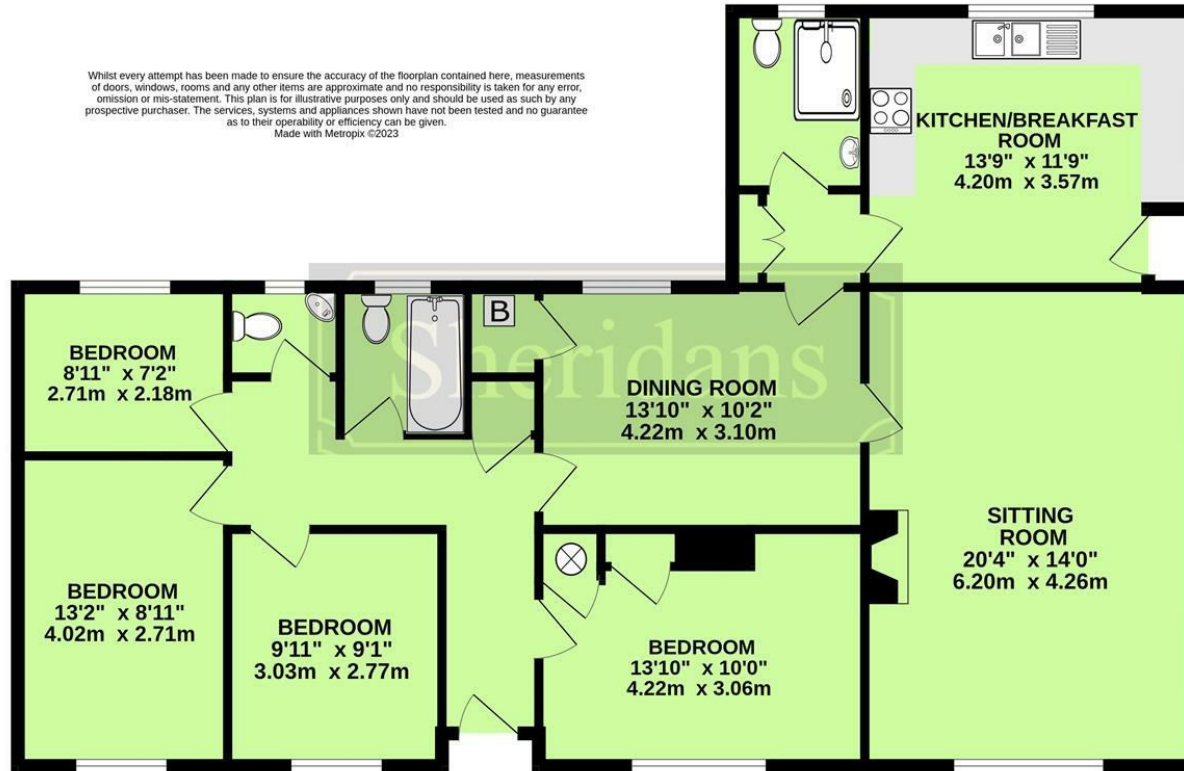 Whilst every attempt has been made to ensure the accuracy of the floorplan contained here, measurements
of doors, windows, rooms and any other items are approximate and no responsibility is taken for any error,
omission or mis-statement. This plan is for illustrative purposes only and should be used as such by any
prospective purchaser. The services, systems and appliances shown have not been tested and no guarantee
as to their operability or efficiency can be given.
Made with Metropix ©2023
KITCHEN/BREAKFAST
ROOM
13'9" x 11'9"
4.20m x 3.57m
B
Sheridans
BEDROOM
8'11" x 7'2"
2.71m x 2.18m
DINING ROOM
13'10" x 10'2"
4.22m x 3.10m
SITTING
ROOM
20'4" x 14'0"
6.20m x 4.26m
BEDROOM
13'2" x 8'11"
4.02m x 2.71m
BEDROOM
9'11" x 9'1"
3.03m x 2.77m
BEDROOM
13'10" x 10'0"
4.22m x 3.06m